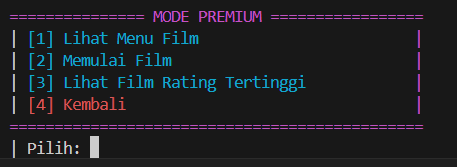 =============== MODE PREMIUM =================
| [1] Lihat Menu Film |
| [2] Memulai Film |
| [3] Lihat Film Rating Tertinggi |
| [4] Kembali |
==============================================
| Pilih: